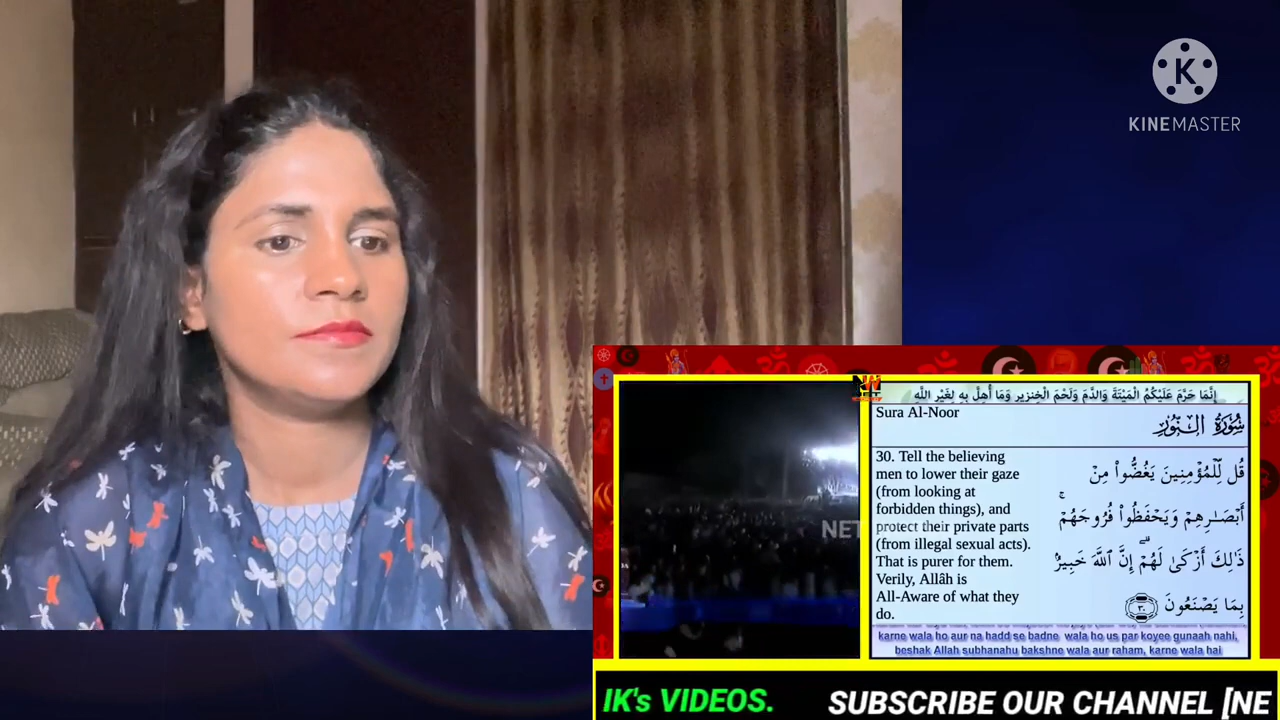 K
KINEMASTER
NW
إِنَّمَا حَرَّمَ عَلَيْكُمُ الْمَيْتَةَ وَالدَّمَ وَلَحْمَ الْخِنزِيرِ وَمَا أُهِلَّ بِهِ لِغَيْرِ اللَّهِ
Sura Al-Noor
سُورَةُ النُّورِ
30. Tell the believing
men to lower their gaze
(from looking at
forbidden things), and
protect their private parts
(from illegal sexual acts).
That is purer for them.
Verily, Allâh is
All-Aware of what they
do.
قُل لِّلْمُؤْمِنِينَ يَغُضُّوا۟ مِنْ
أَبْصَـٰرِهِمْ وَيَحْفَظُوا۟ فُرُوجَهُمْ ۚ
ذَٰلِكَ أَزْكَىٰ لَهُمْ ۗ إِنَّ ٱللَّهَ خَبِيرٌۢ
بِمَا يَصْنَعُونَ ٣٠
NET
karne wala ho aur na hadd se badne wala ho us par koyee gunaah nahi,
beshak Allah subhanahu bakshne wala aur raham, karne wala hai
IK's VIDEOS.
SUBSCRIBE OUR CHANNEL [NE